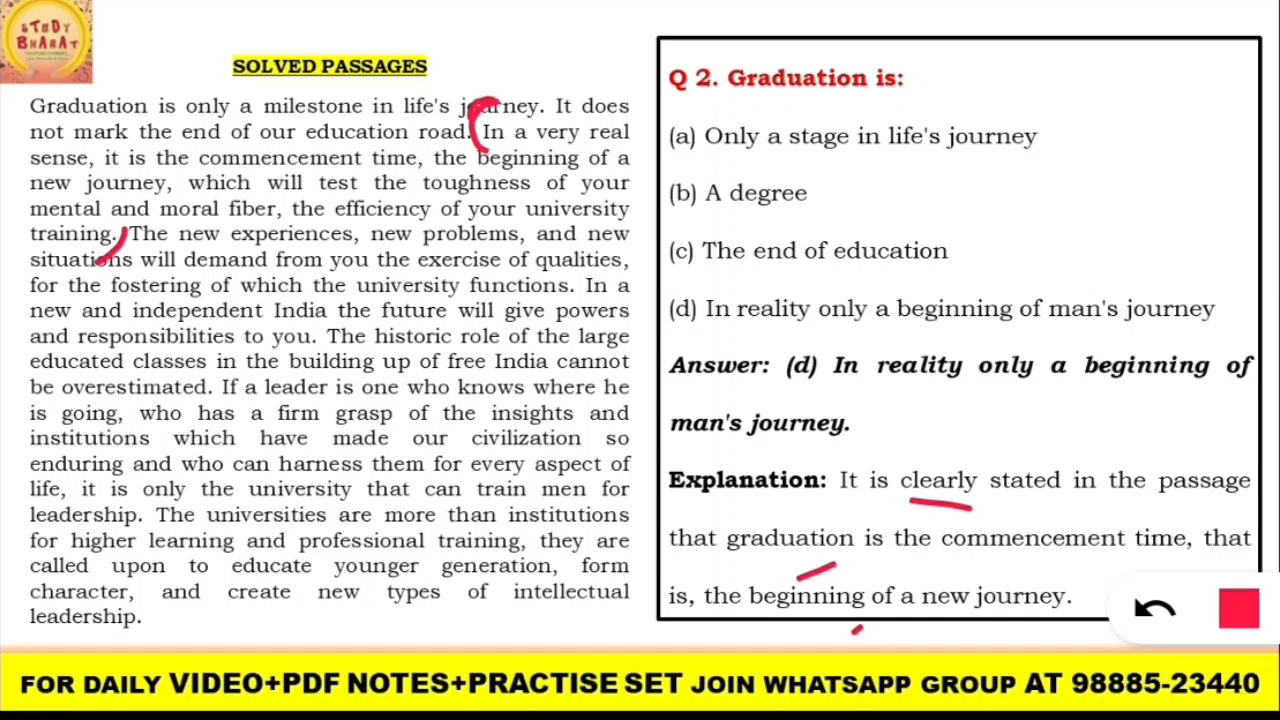 STUDY
BHARAT
SOLVED PASSAGES
Graduation is only a milestone in life's journey. It does
not mark the end of our education road. In a very real
sense, it is the commencement time, the beginning of a
new journey, which will test the toughness of your
mental and moral fiber, the efficiency of your university
training. The new experiences, new problems, and new
situations will demand from you the exercise of qualities,
for the fostering of which the university functions. In a
new and independent India the future will give powers
and responsibilities to you. The historic role of the large
educated classes in the building up of free India cannot
be overestimated. If a leader is one who knows where he
is going, who has a firm grasp of the insights and
institutions which have made our civilization so
enduring and who can harness them for every aspect of
life, it is only the university that can train men for
leadership. The universities are more than institutions
for higher learning and professional training, they are
called upon to educate younger generation, form
character, and create new types of intellectual
leadership.
Q 2. Graduation is:
(a) Only a stage in life's journey
(b) A degree
(c) The end of education
(d) In reality only a beginning of man's journey
Answer: (d) In reality only a beginning of
man's journey.
Explanation: It is clearly stated in the passage
that graduation is the commencement time, that
is, the beginning of a new journey.
FOR DAILY VIDEO+PDF NOTES+PRACTISE SET JOIN WHATSAPP GROUP AT 98885-23440